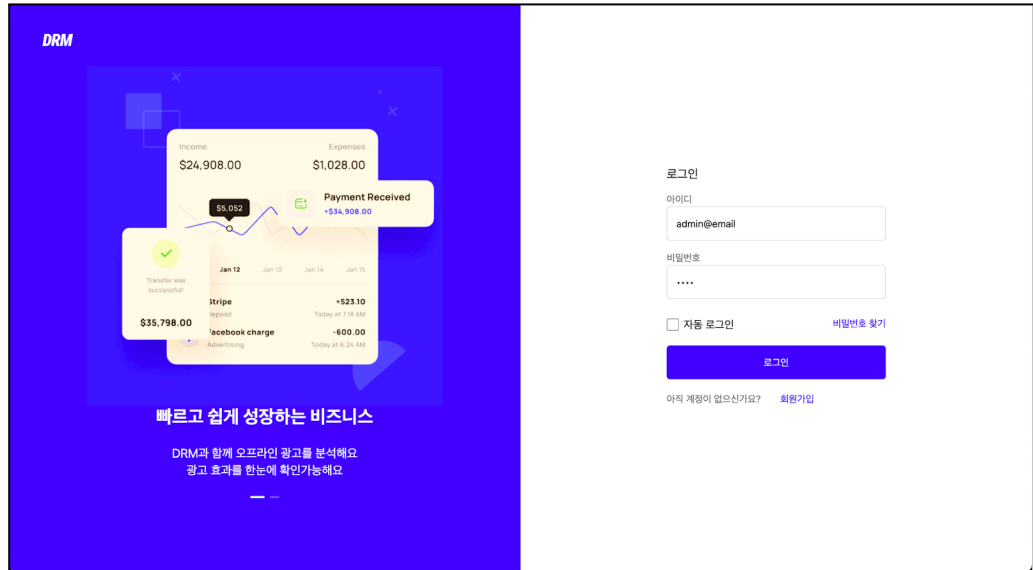 DRM
Income Expenses
$24,908.00 $1,028.00
Payment Received
+$34,908.00
$5,052
Jan 12 Jan 13 Jan 14 Jan 15
Transfer was
successful!
$35,798.00
Stripe +523.10
deposit Today at 7.18 AM
Facebook charge -600.00
Advertising Today at 6.24 AM
빠르고 쉽게 성장하는 비즈니스
DRM과 함께 오프라인 광고를 분석해요
광고 효과를 한눈에 확인가능해요
로그인
아이디
admin@email
비밀번호
••••
자동 로그인 비밀번호 찾기
로그인
아직 계정이 없으신가요? 회원가입